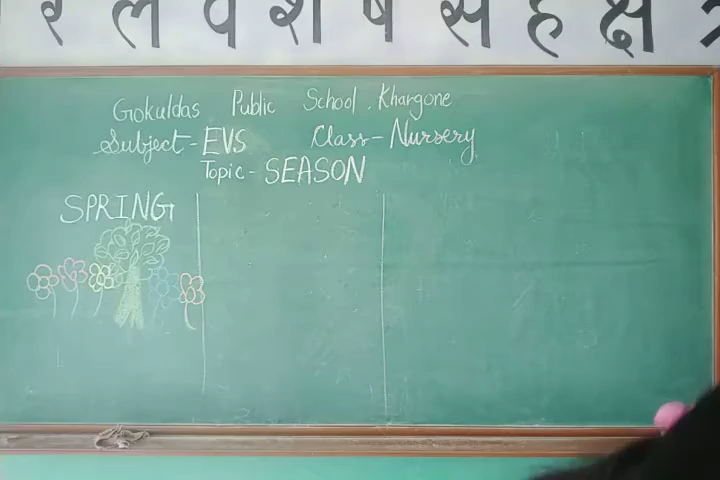 र ल व श ष स ह क्ष
Gokuldas Public School. Khargone
Subject - EVS Class - Nursery
Topic - SEASON
SPRING